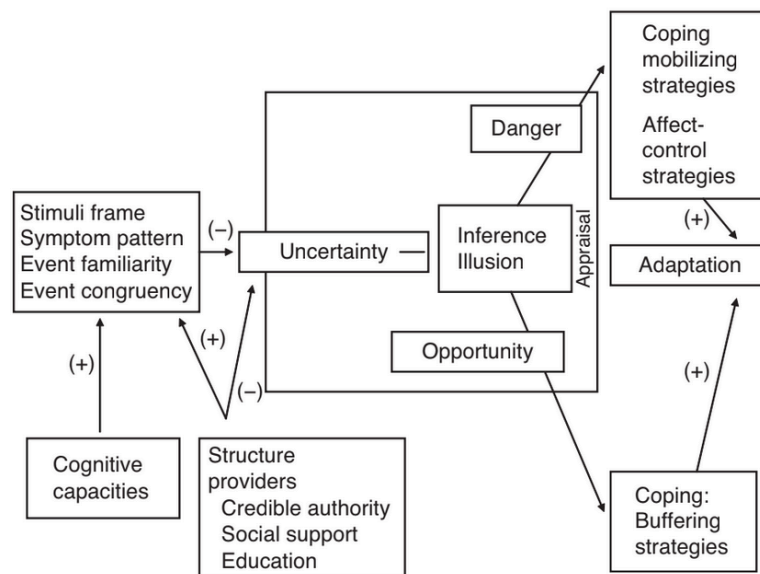 Coping
mobilizing
strategies
Affect-
control
strategies
Danger
Stimuli frame
Symptom pattern
Event familiarity
Event congruency
(−)
Uncertainty
Inference
Illusion
Appraisal
(+)
Adaptation
Opportunity
(+)
(+)
(−)
(+)
Cognitive
capacities
Structure
providers
Credible authority
Social support
Education
Coping:
Buffering
strategies